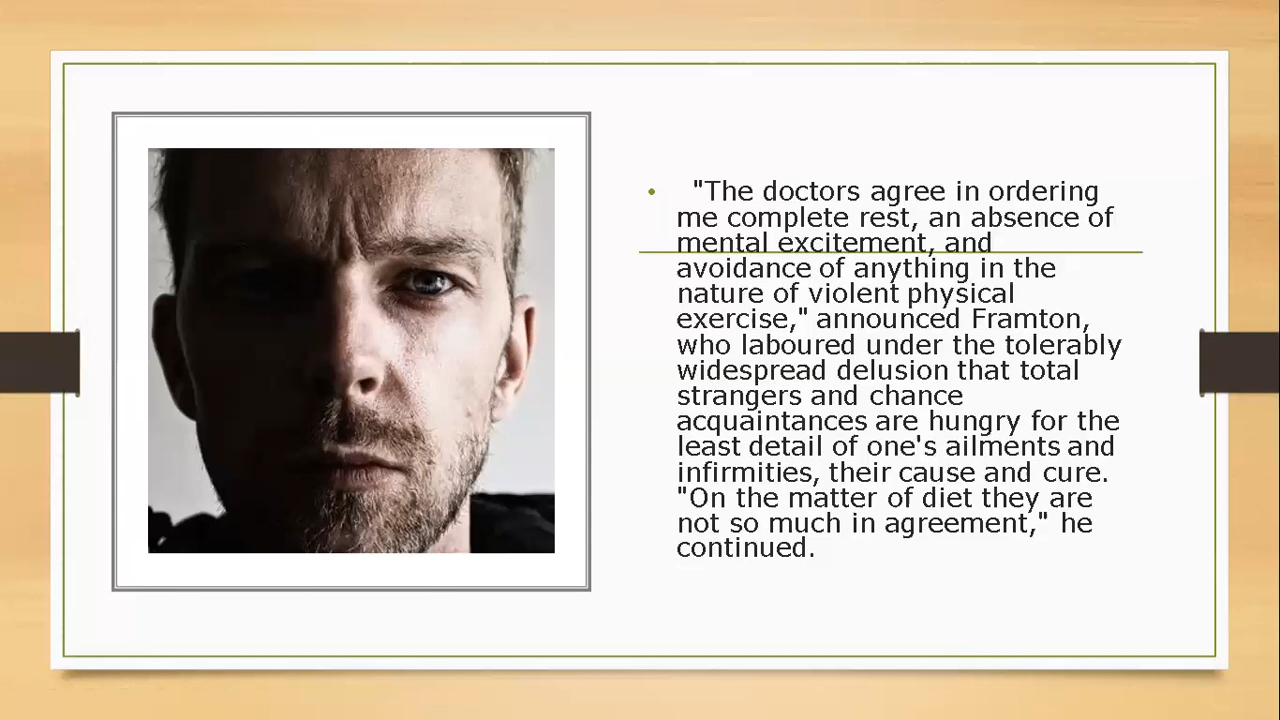 • "The doctors agree in ordering
me complete rest, an absence of
mental excitement, and
avoidance of anything in the
nature of violent physical
exercise," announced Framton,
who laboured under the tolerably
widespread delusion that total
strangers and chance
acquaintances are hungry for the
least detail of one's ailments and
infirmities, their cause and cure.
"On the matter of diet they are
not so much in agreement," he
continued.